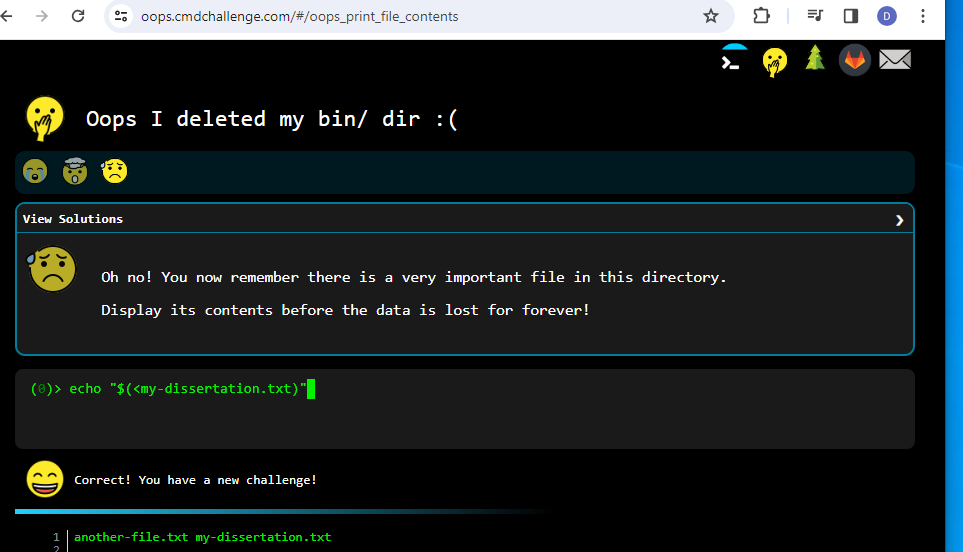 oops.cmdchallenge.com/#/oops_print_file_contents
D
Oops I deleted my bin/ dir :(
View Solutions
Oh no! You now remember there is a very important file in this directory.
Display its contents before the data is lost for forever!
(0)> echo "$(<my-dissertation.txt)"
Correct! You have a new challenge!
1 another-file.txt my-dissertation.txt
2